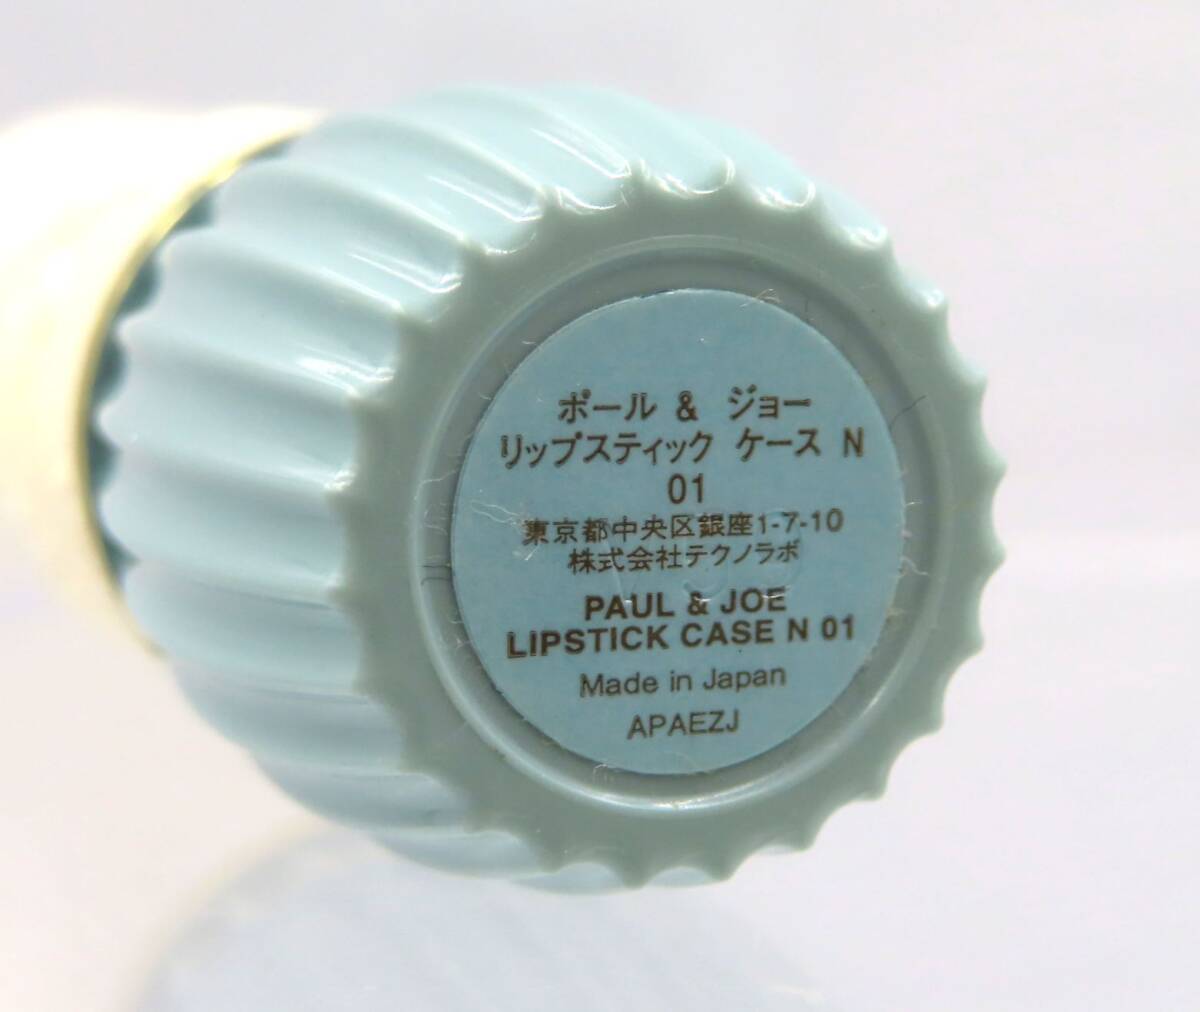 ポール & ジョー
リップスティック ケース N
01
東京都中央区銀座1-7-10
株式会社テクノラボ
PAUL & JOE
LIPSTICK CASE N 01
Made in Japan
APAEZJ